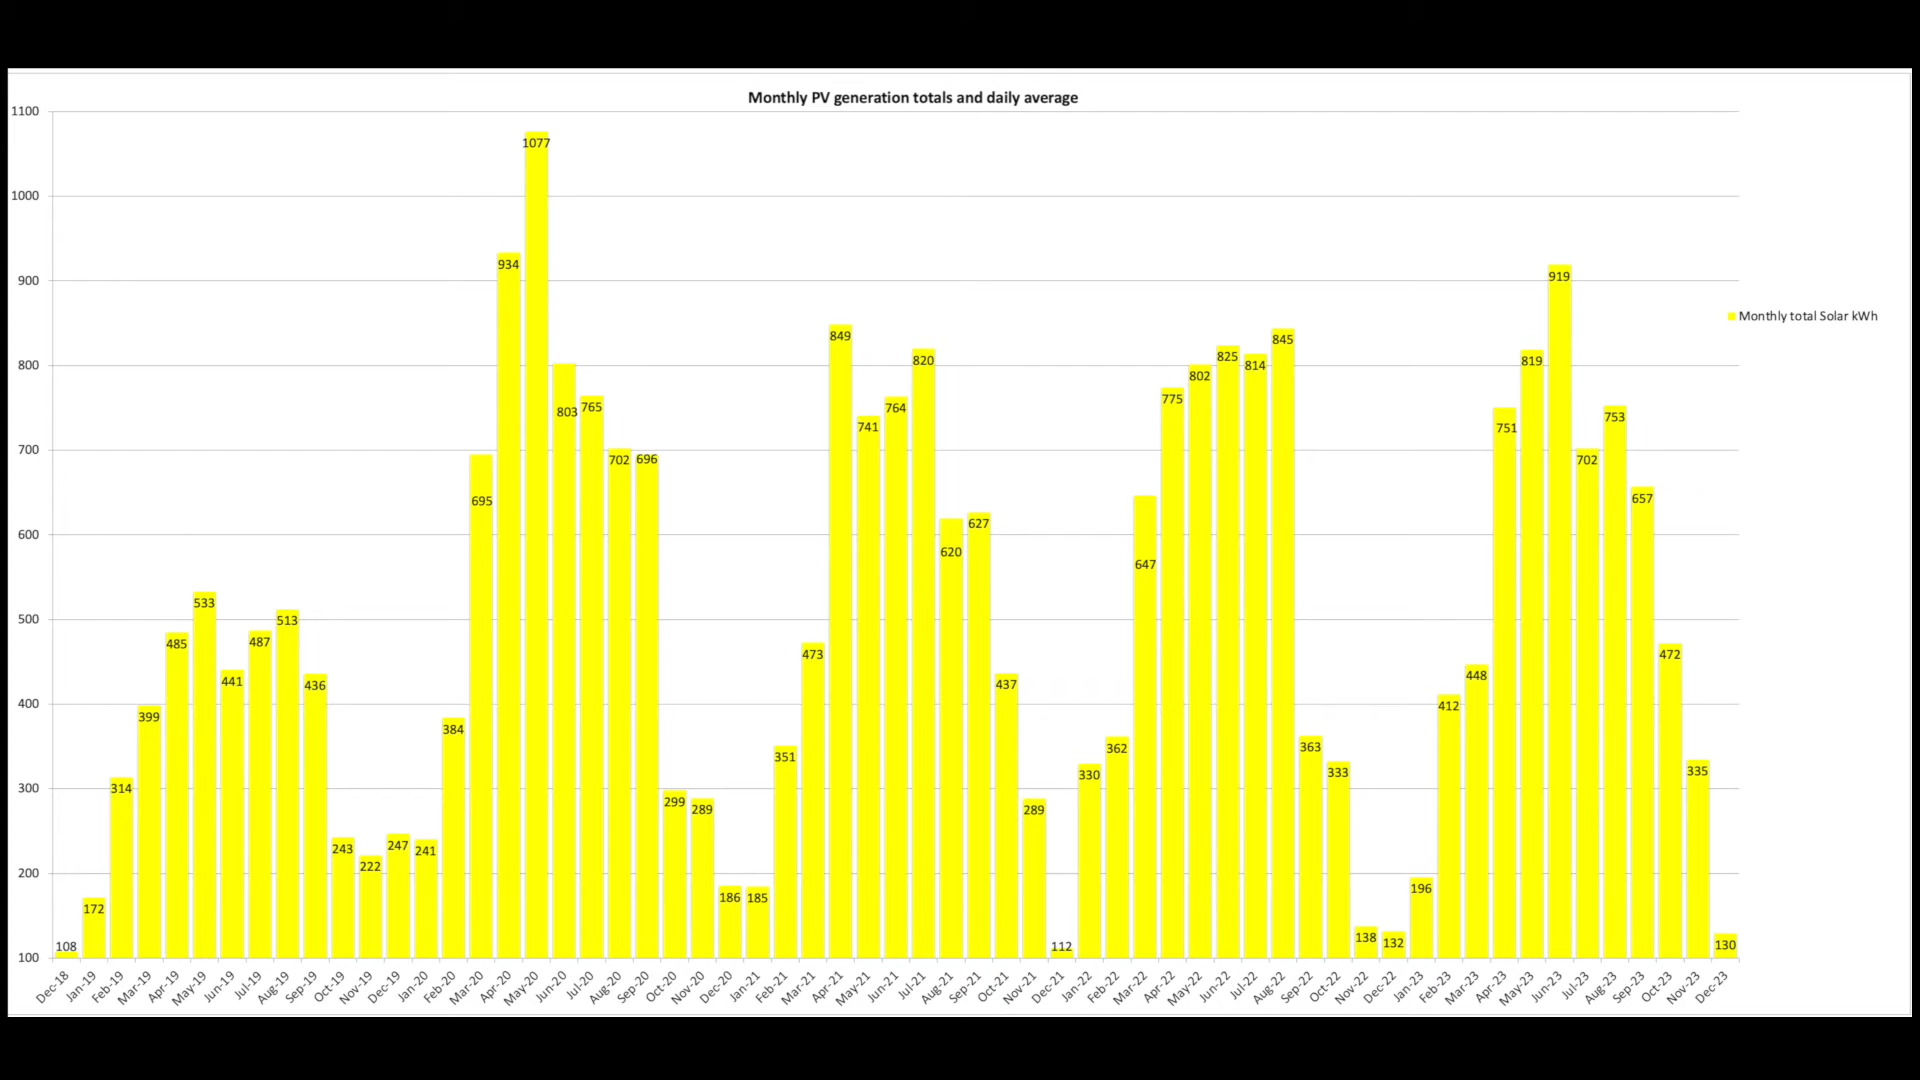 Monthly PV generation totals and daily average
1100
1000
900
800
700
600
500
400
300
200
100
108
172
314
399
485
533
441
487
513
436
243
222
247
241
384
695
934
1077
803
765
702
696
299
289
186
185
351
473
849
741
764
820
620
627
437
289
112
330
362
647
775
802
825
814
845
363
333
138
132
196
412
448
751
819
919
702
753
657
472
335
130
Monthly total Solar kWh
Dec-18
Jan-19
Feb-19
Mar-19
Apr-19
May-19
Jun-19
Jul-19
Aug-19
Sep-19
Oct-19
Nov-19
Dec-19
Jan-20
Feb-20
Mar-20
Apr-20
May-20
Jun-20
Jul-20
Aug-20
Sep-20
Oct-20
Nov-20
Dec-20
Jan-21
Feb-21
Mar-21
Apr-21
May-21
Jun-21
Jul-21
Aug-21
Sep-21
Oct-21
Nov-21
Dec-21
Jan-22
Feb-22
Mar-22
Apr-22
May-22
Jun-22
Jul-22
Aug-22
Sep-22
Oct-22
Nov-22
Dec-22
Jan-23
Feb-23
Mar-23
Apr-23
May-23
Jun-23
Jul-23
Aug-23
Sep-23
Oct-23
Nov-23
Dec-23